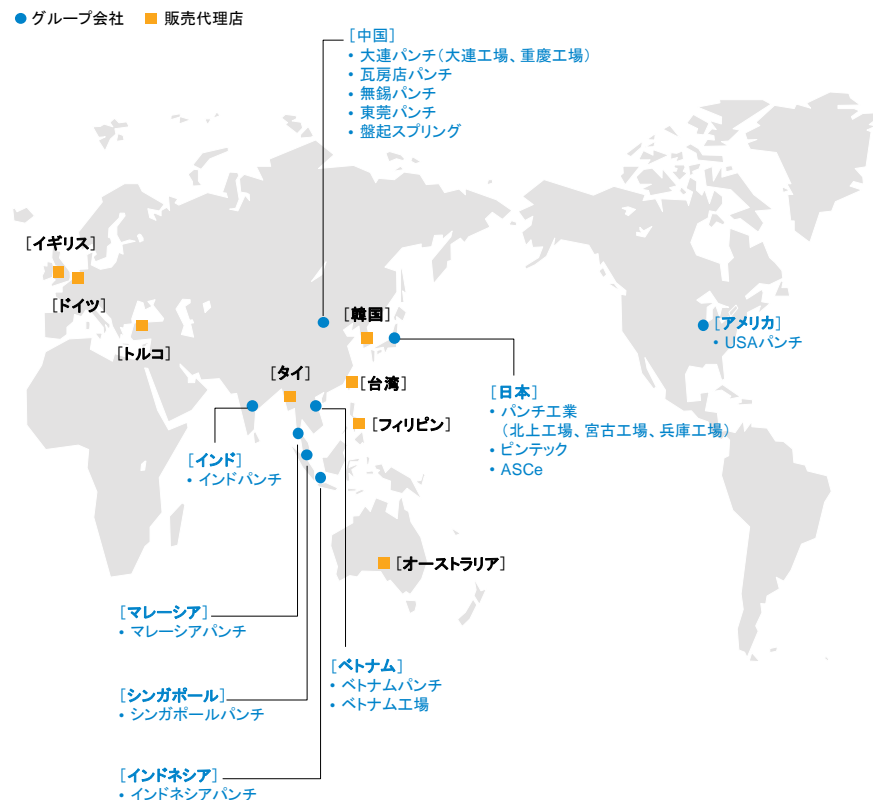 グループ会社 販売代理店
[中国]
・大連パンチ（大連工場、重慶工場）
・瓦房店パンチ
・無錫パンチ
・東莞パンチ
・盤起スプリング
[イギリス]
[ドイツ]
[トルコ]
[韓国]
[アメリカ]
・USAパンチ
[タイ]
[台湾]
[日本]
・パンチ工業
（北上工場、宮古工場、兵庫工場）
・ピンテック
・ASCe
[フィリピン]
[インド]
・インドパンチ
[オーストラリア]
[マレーシア]
・マレーシアパンチ
[ベトナム]
・ベトナムパンチ
・ベトナム工場
[シンガポール]
・シンガポールパンチ
[インドネシア]
・インドネシアパンチ